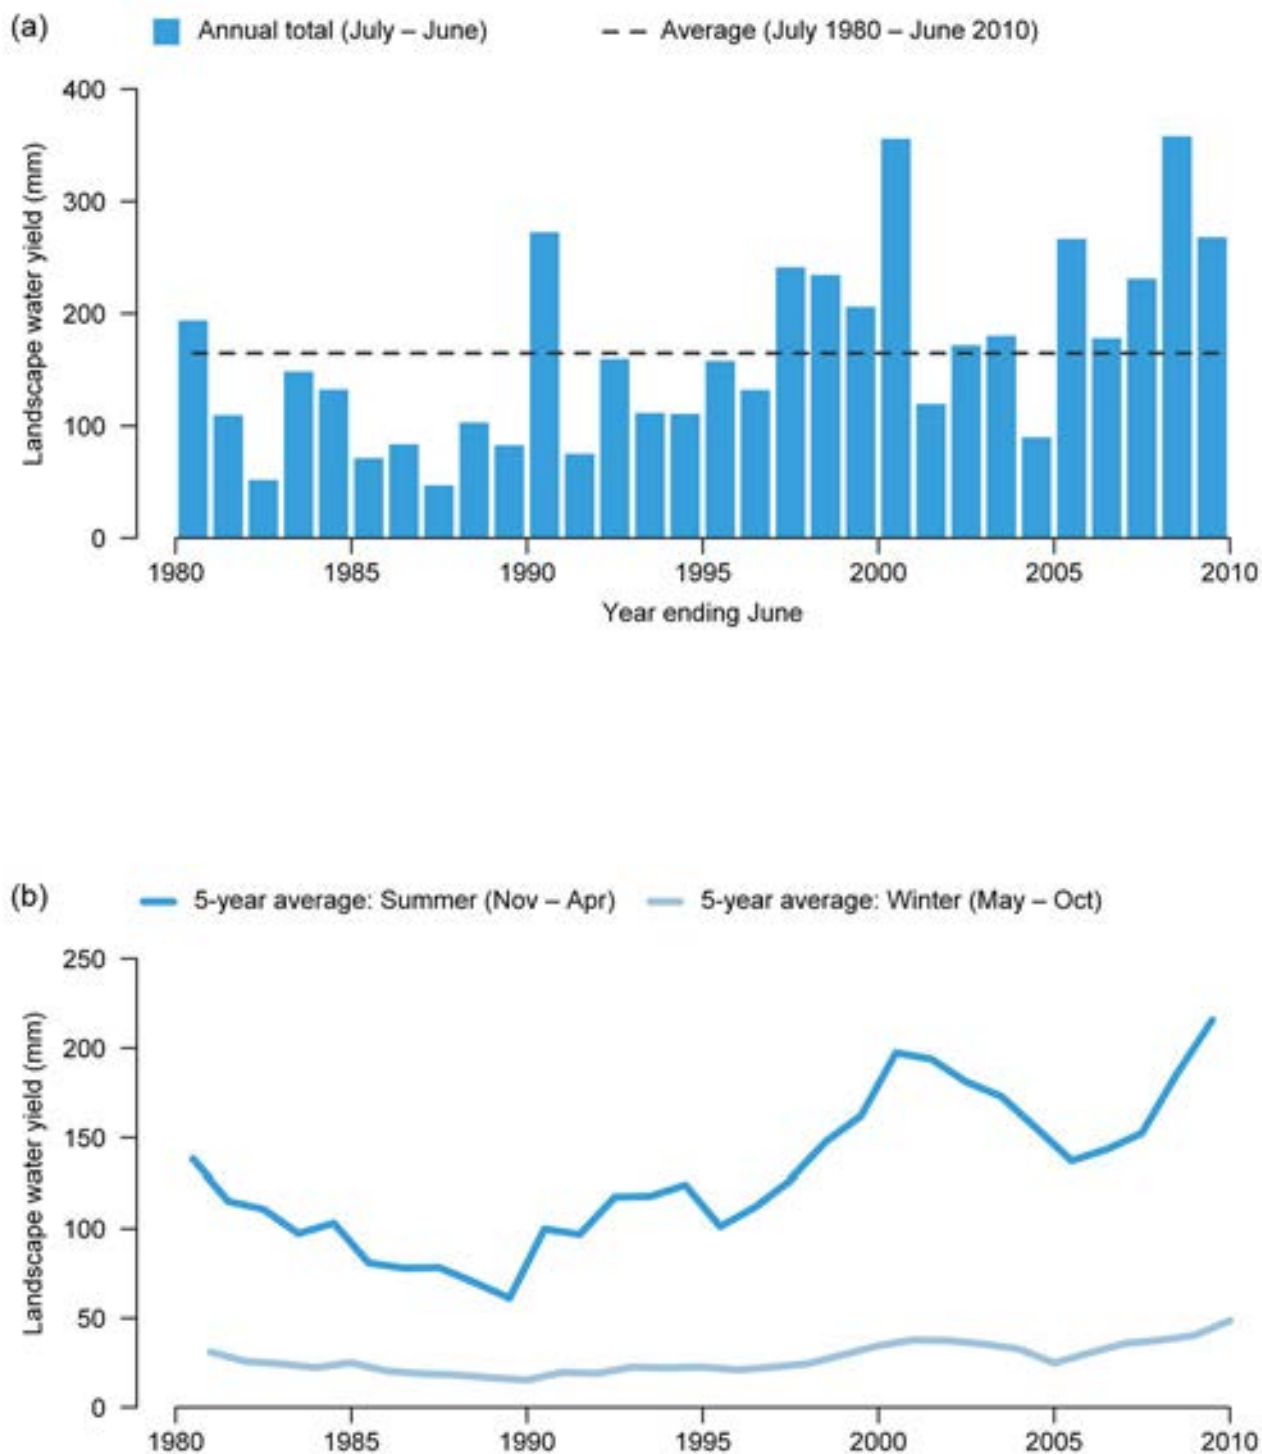 (a)
Annual total (July – June)
Average (July 1980 – June 2010)
Landscape water yield (mm)
400
300
200
100
0
1980 1985 1990 1995 2000 2005 2010
Year ending June
(b)
5-year average: Summer (Nov – Apr)
5-year average: Winter (May – Oct)
Landscape water yield (mm)
250
200
150
100
50
0
1980 1985 1990 1995 2000 2005 2010